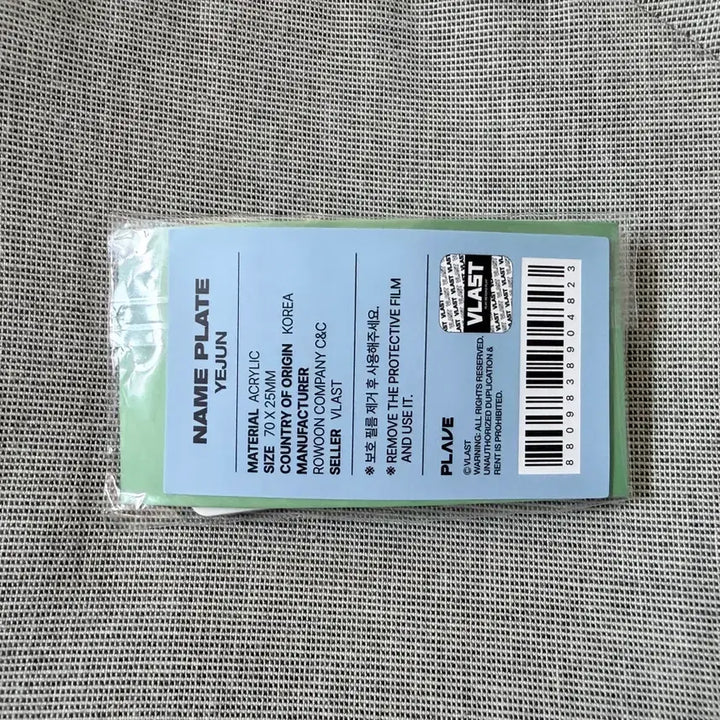 NAME PLATE
YEJUN
MATERIAL ACRYLIC
SIZE 70 X 25MM
COUNTRY OF ORIGIN KOREA
MANUFACTURER
ROWOON COMPANY C&C
SELLER VLAST
※ 보호 필름 제거 후 사용해주세요.
※ REMOVE THE PROTECTIVE FILM
AND USE IT.
VLAST
PLAVE
© VLAST
WARNING: ALL RIGHTS RESERVED.
UNAUTHORIZED DUPLICATION &
RENT IS PROHIBITED.
8809838904823